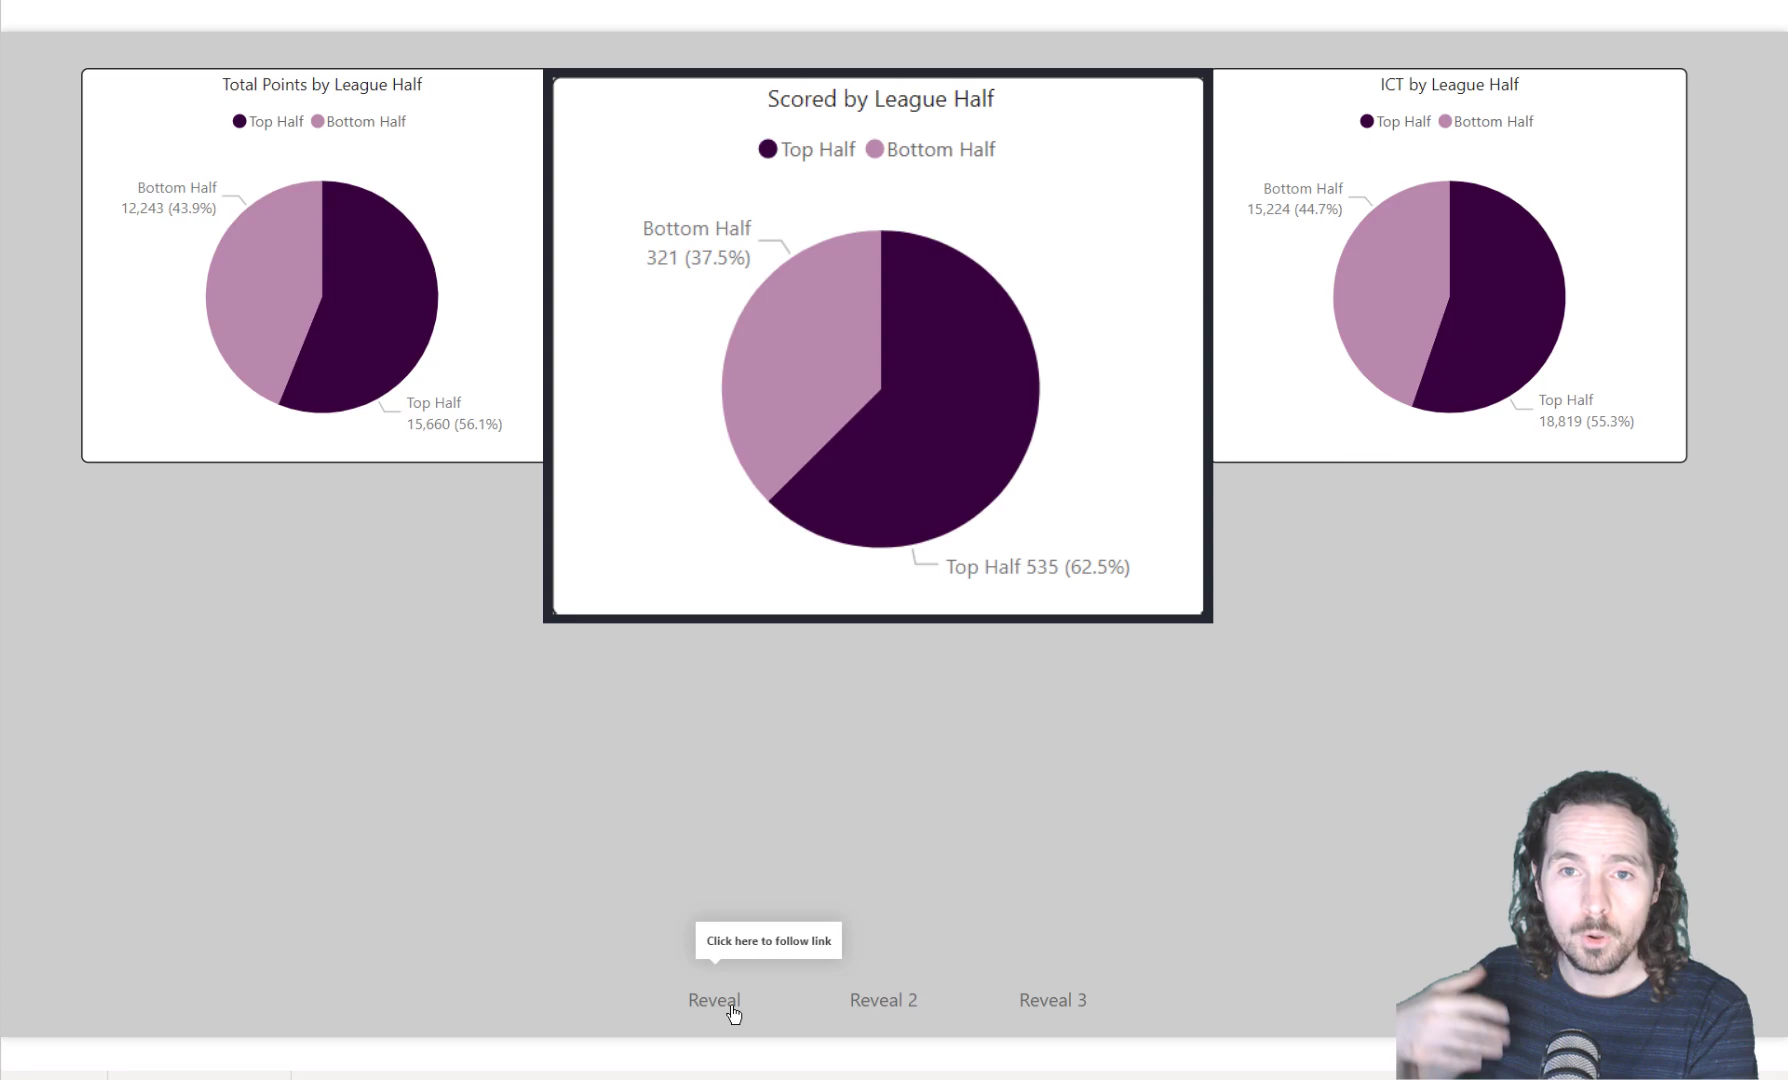 Total Points by League Half
Top Half Bottom Half
Bottom Half
12,243 (43.9%)
Top Half
15,660 (56.1%)
Scored by League Half
Top Half Bottom Half
Bottom Half
321 (37.5%)
Top Half 535 (62.5%)
ICT by League Half
Top Half Bottom Half
Bottom Half
15,224 (44.7%)
Top Half
18,819 (55.3%)
Click here to follow link
Reveal
Reveal 2
Reveal 3